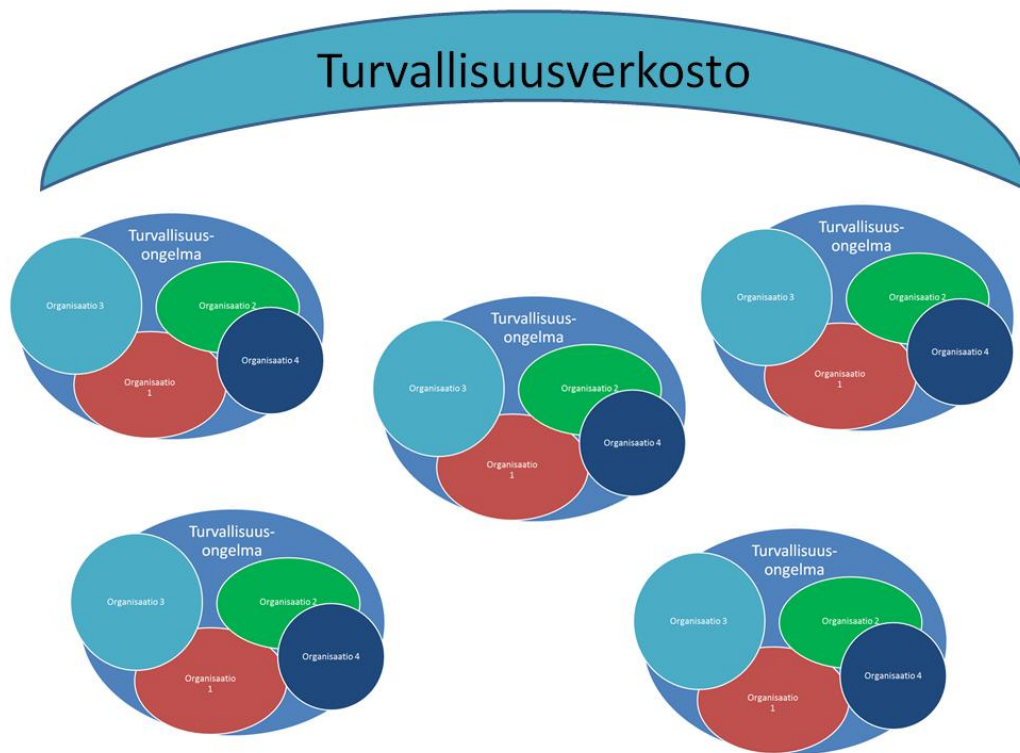 Turvallisuusverkosto
Turvallisuus-
ongelma
Organisaatio 3
Organisaatio 2
Organisaatio 4
Organisaatio
1
Turvallisuus-
ongelma
Organisaatio 3
Organisaatio 2
Organisaatio 4
Organisaatio
1
Turvallisuus-
ongelma
Organisaatio 3
Organisaatio 2
Organisaatio 4
Organisaatio
1
Turvallisuus-
ongelma
Organisaatio 3
Organisaatio 2
Organisaatio 4
Organisaatio
1
Turvallisuus-
ongelma
Organisaatio 3
Organisaatio 2
Organisaatio 4
Organisaatio
1